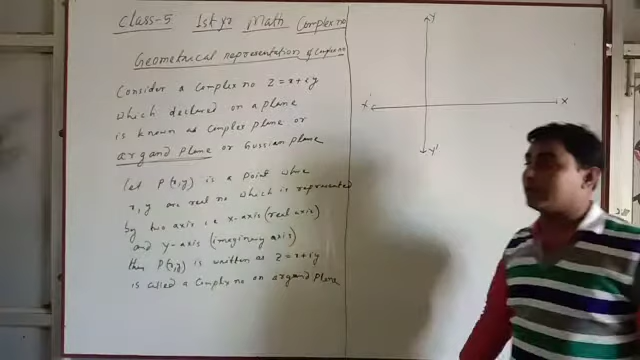 Class-5 1st yr Math Complex no
Geometrical representation of complex no
Consider a complex no Z = x + iy
which declared on a plane
is known as complex plane or
argand plane or Gussian plane
Let P(x,y) is a point where
x, y are real no which is represented
by two axis i.e x-axis (real axis)
and y-axis (imaginary axis)
then P(x,y) is written as Z = x + iy
is called a complex no on argand plane
Y
X' X
Y'